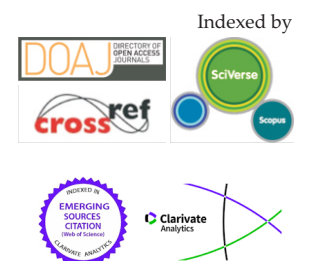 Indexed by
DOAJ DIRECTORY OF
OPEN ACCESS
JOURNALS
SciVerse
crossref
Scopus
INDEXED IN
EMERGING
SOURCES
CITATION
(Web of Science)
CLARIVATE ANALYTICS
Clarivate
Analytics